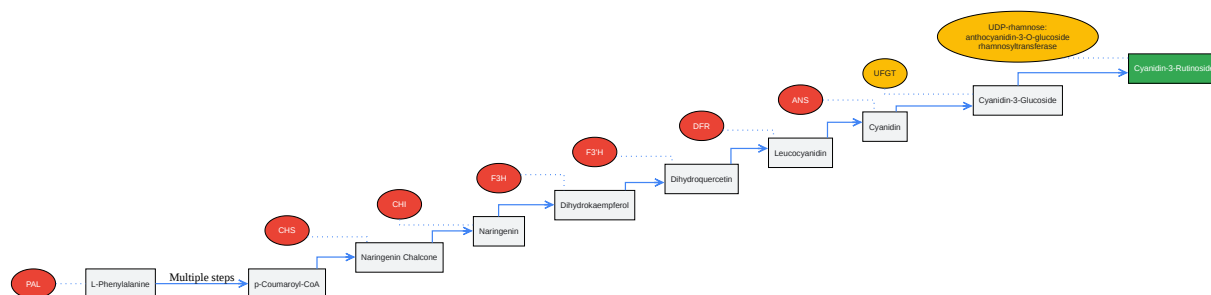 UDP-rhamnose:
anthocyanidin-3-O-glucoside
rhamnosyltransferase
Cyanidin-3-Rutinoside
UFGT
Cyanidin-3-Glucoside
ANS
Cyanidin
DFR
Leucocyanidin
F3'H
Dihydroquercetin
F3H
Dihydrokaempferol
CHI
Naringenin
CHS
Naringenin Chalcone
PAL
L-Phenylalanine
Multiple steps
p-Coumaroyl-CoA